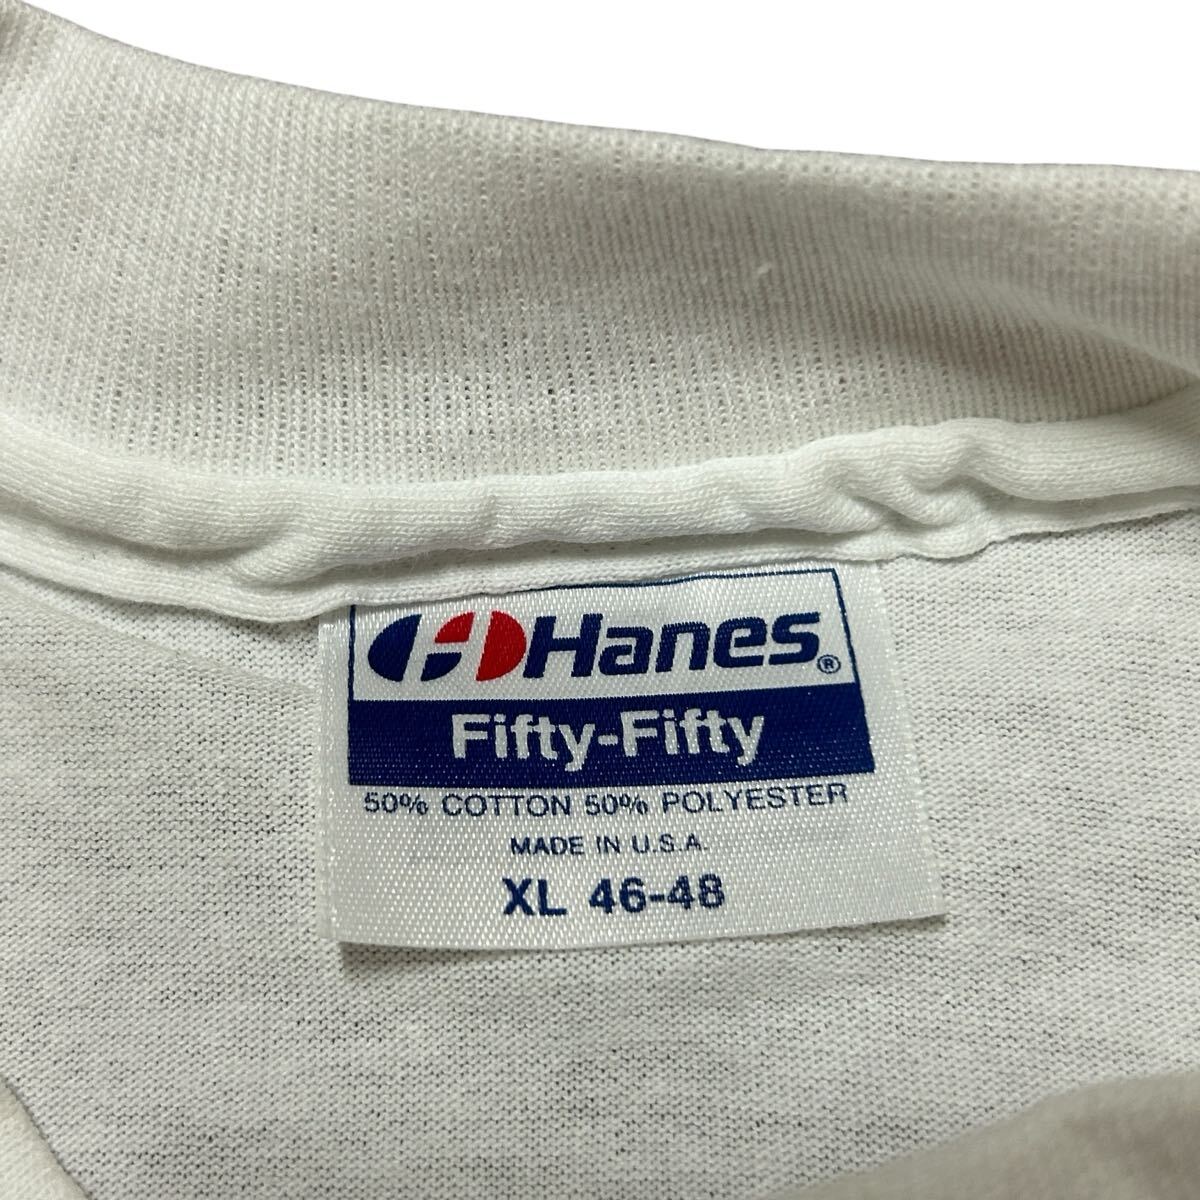 Hanes®
Fifty-Fifty
50% COTTON 50% POLYESTER
MADE IN U.S.A.
XL 46-48